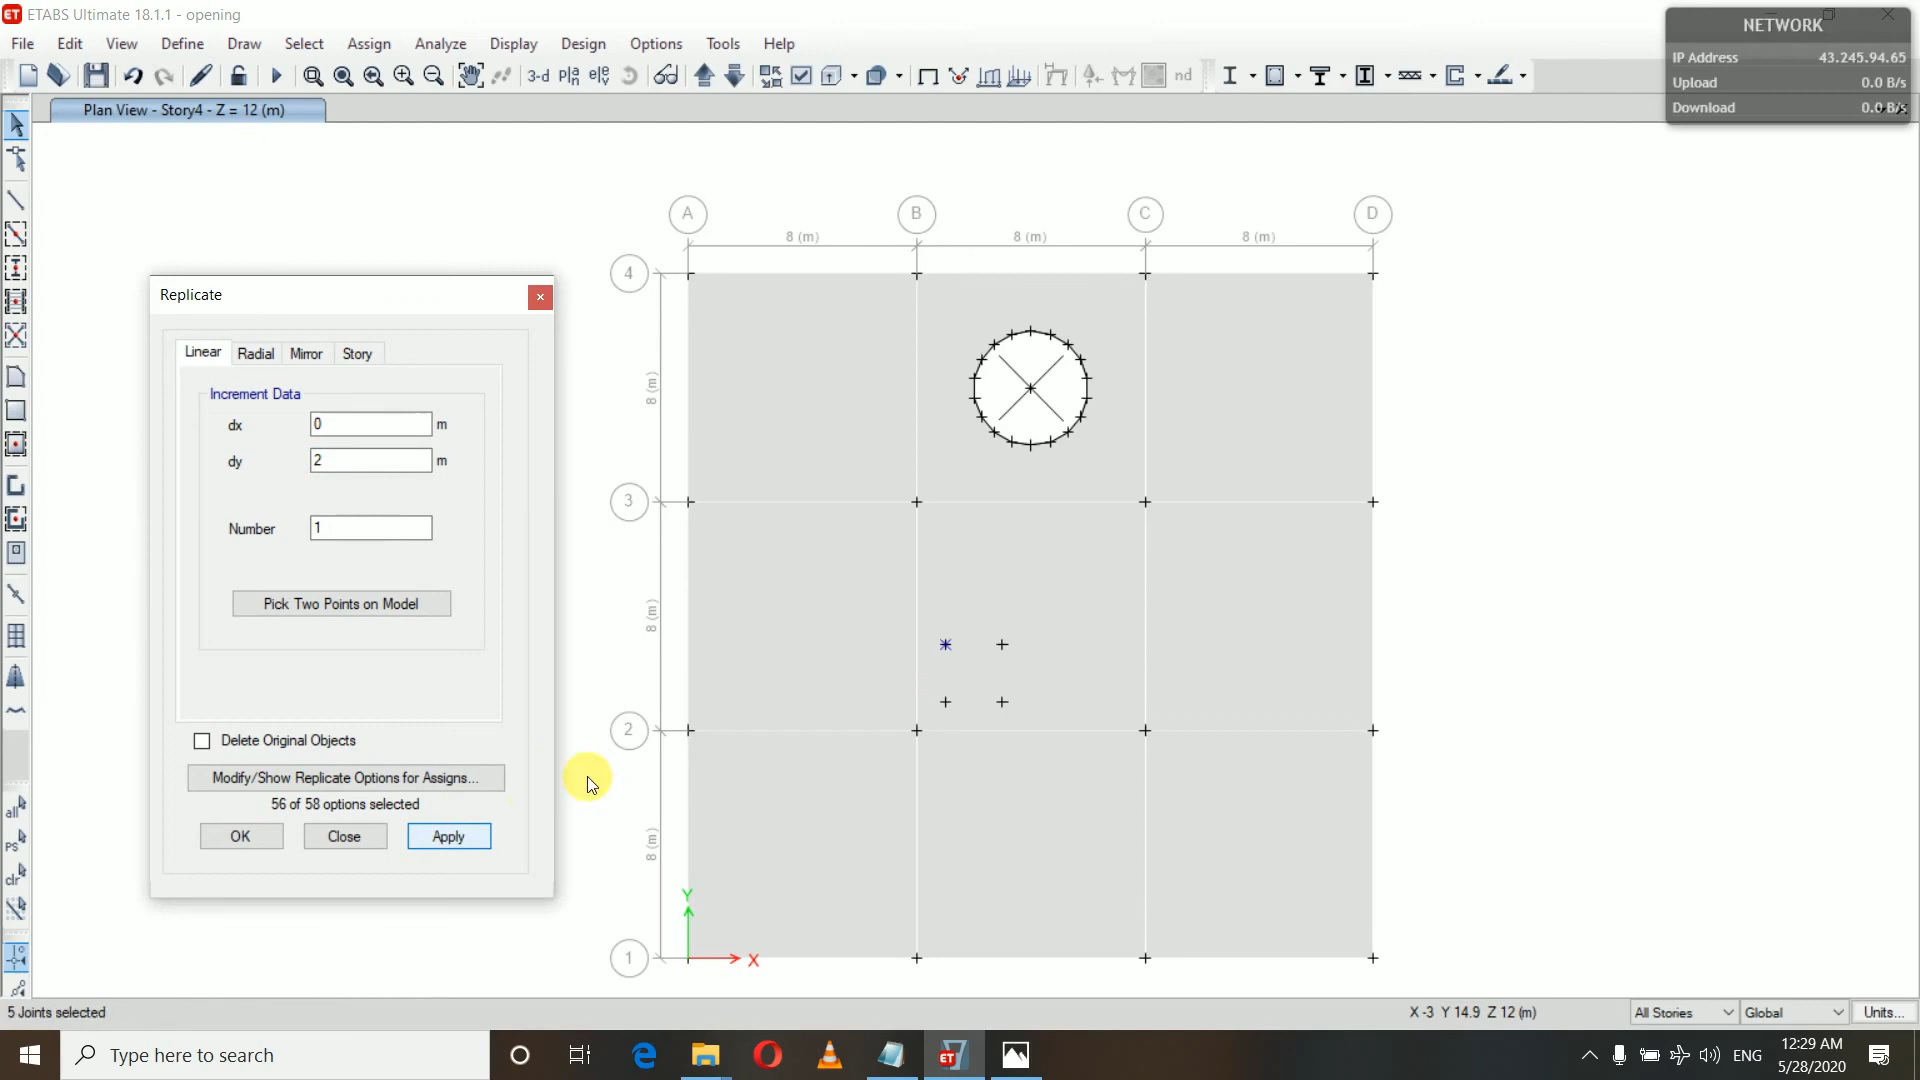 ETABS Ultimate 18.1.1 - opening
File Edit View Define Draw Select Assign Analyze Display Design Options Tools Help
3-d
nd
NETWORK
IP Address 43.245.94.65
Upload 0.0 B/s
Download 0.0 B/s
Plan View - Story4 - Z = 12 (m)
A B C D
8 (m) 8 (m) 8 (m)
4
8 (m)
3
8 (m)
2
8 (m)
1
Y
X
Replicate
Linear Radial Mirror Story
Increment Data
dx 0 m
dy 2 m
Number 1
Pick Two Points on Model
Delete Original Objects
Modify/Show Replicate Options for Assigns...
56 of 58 options selected
OK Close Apply
all
PS
clr
5 Joints selected
X -3 Y 14.9 Z 12 (m)
All Stories Global Units...
Type here to search
ENG
12:29 AM
5/28/2020